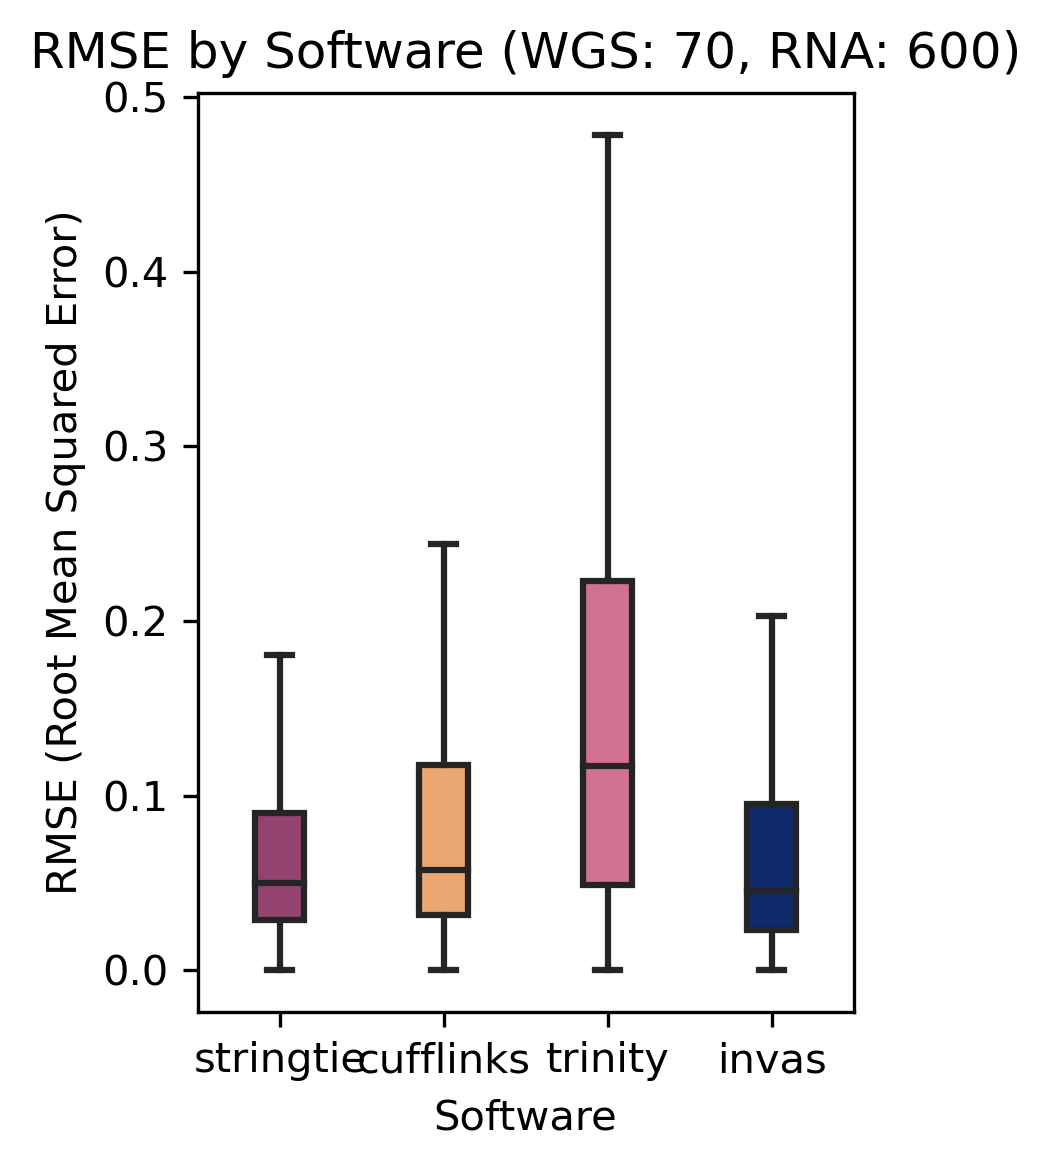 RMSE by Software (WGS: 70, RNA: 600)
RMSE (Root Mean Squared Error)
0.5
0.4
0.3
0.2
0.1
0.0
stringtie cufflinks trinity invas
Software